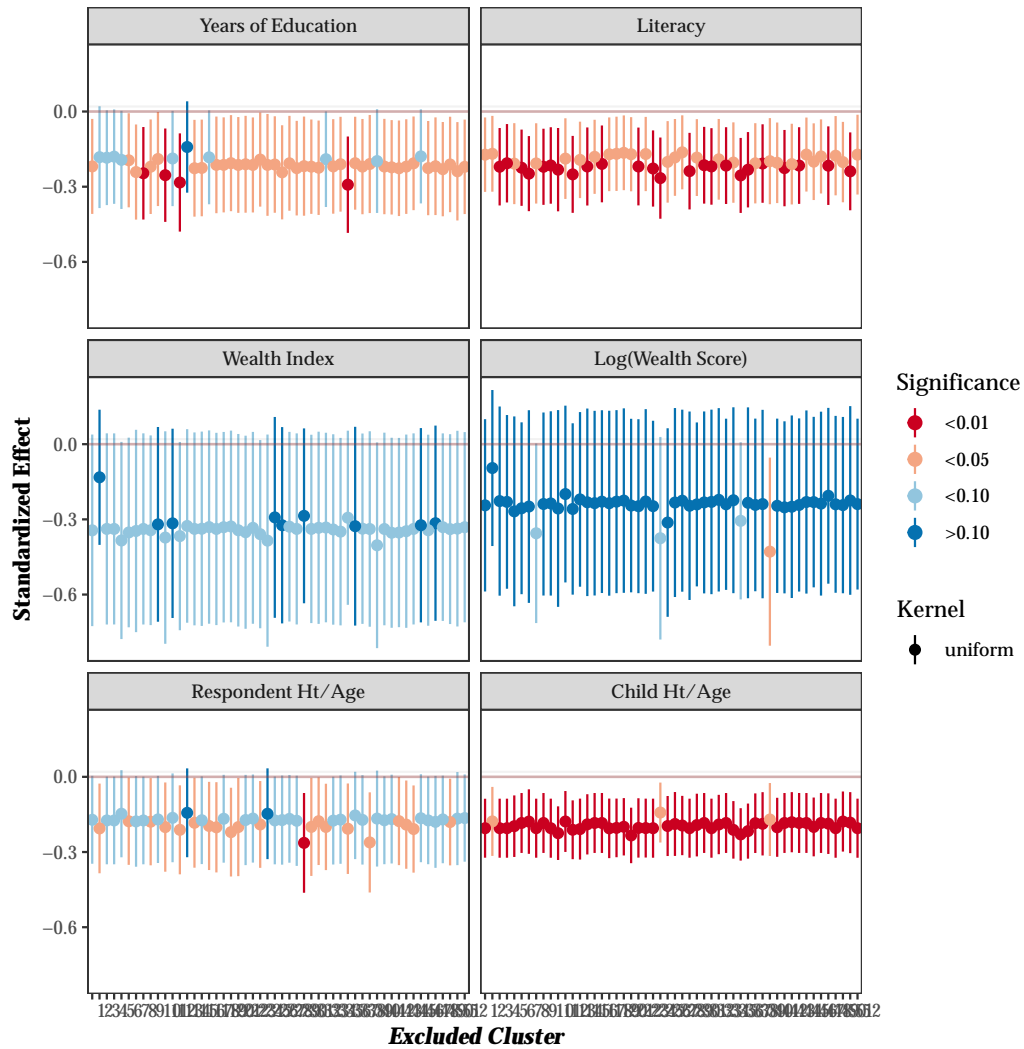 Years of Education
Literacy
0.0
−0.3
−0.6
Wealth Index
Log(Wealth Score)
0.0
−0.3
−0.6
Respondent Ht/Age
Child Ht/Age
0.0
−0.3
−0.6
Standardized Effect
Excluded Cluster
Significance
<0.01
<0.05
<0.10
>0.10
Kernel
uniform